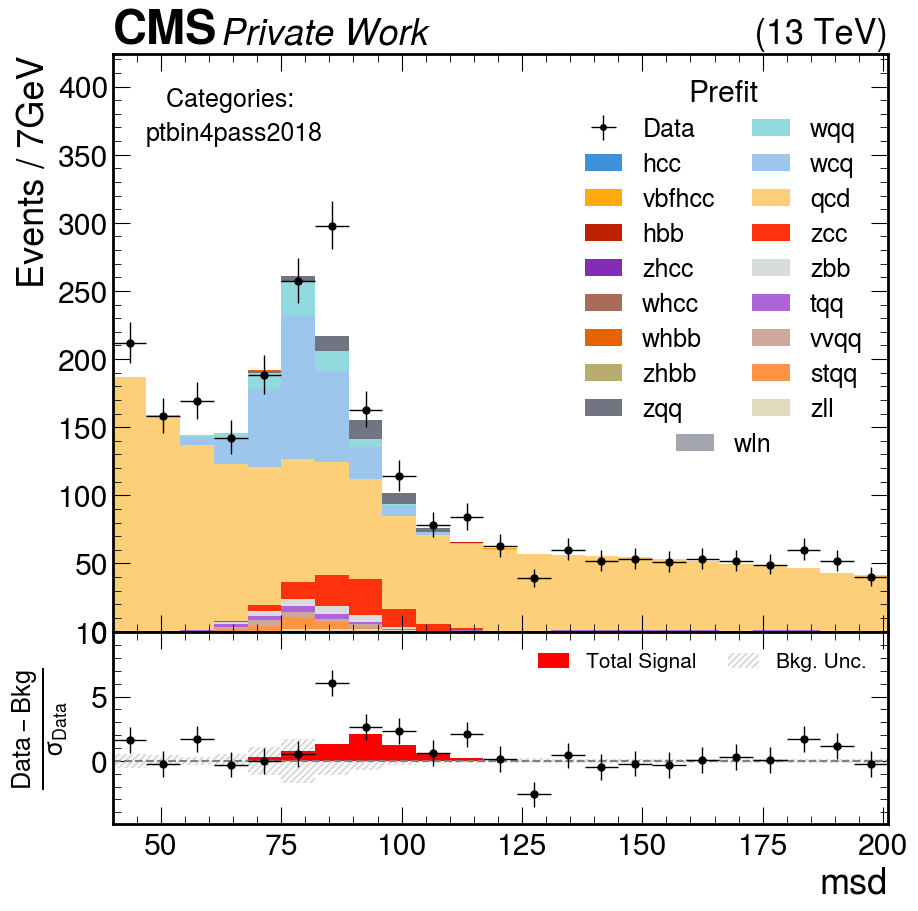 CMS Private Work (13 TeV)
Events / 7GeV
Categories:
ptbin4pass2018
Prefit
Data
hcc
vbfhcc
hbb
zhcc
whcc
whbb
zhbb
zqq
wqq
wcq
qcd
zcc
zbb
tqq
vvqq
stqq
zll
wln
400
350
300
250
200
150
100
50
0
Total Signal
Bkg. Unc.
Data – Bkg
σData
10
5
0
50 75 100 125 150 175 200
msd